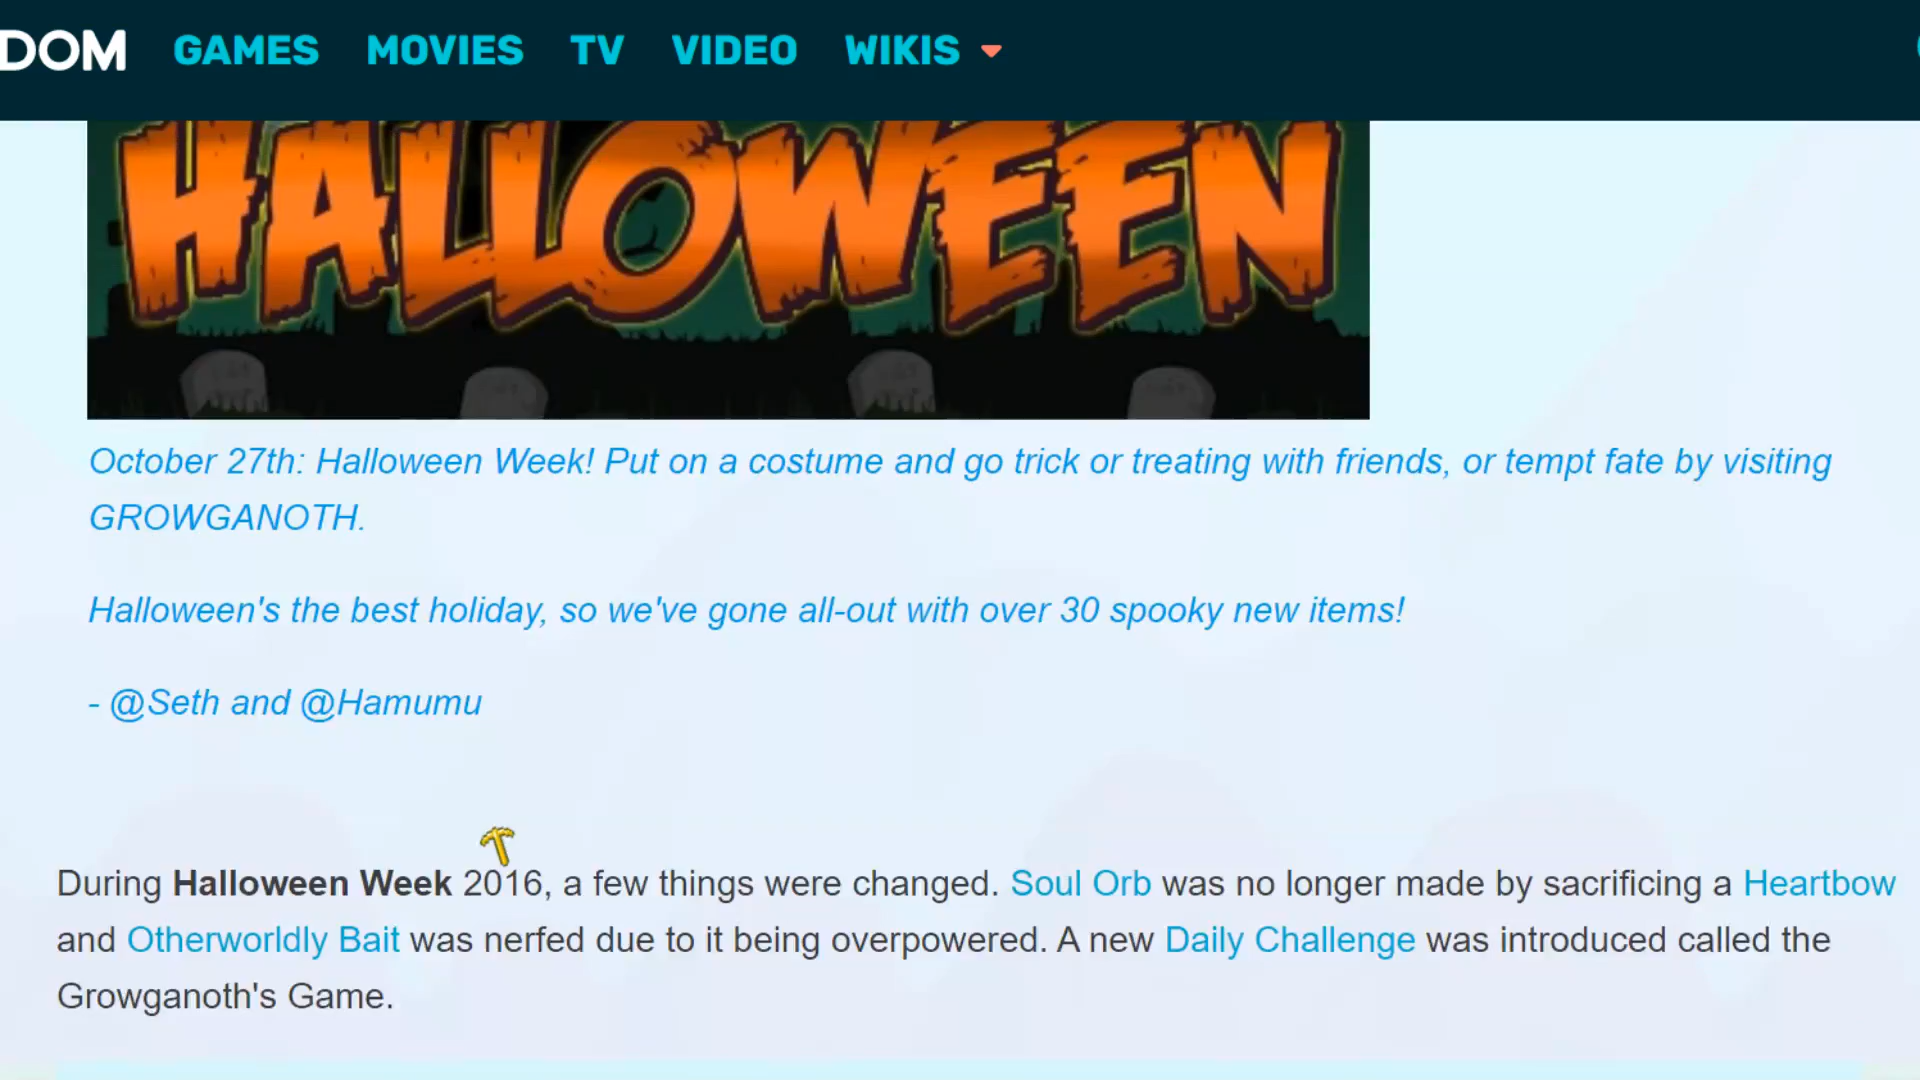 DOM GAMES MOVIES TV VIDEO WIKIS
HALLOWEEN
October 27th: Halloween Week! Put on a costume and go trick or treating with friends, or tempt fate by visiting
GROWGANOTH.
Halloween's the best holiday, so we've gone all-out with over 30 spooky new items!
- @Seth and @Hamumu
During Halloween Week 2016, a few things were changed. Soul Orb was no longer made by sacrificing a Heartbow
and Otherworldly Bait was nerfed due to it being overpowered. A new Daily Challenge was introduced called the
Growganoth's Game.